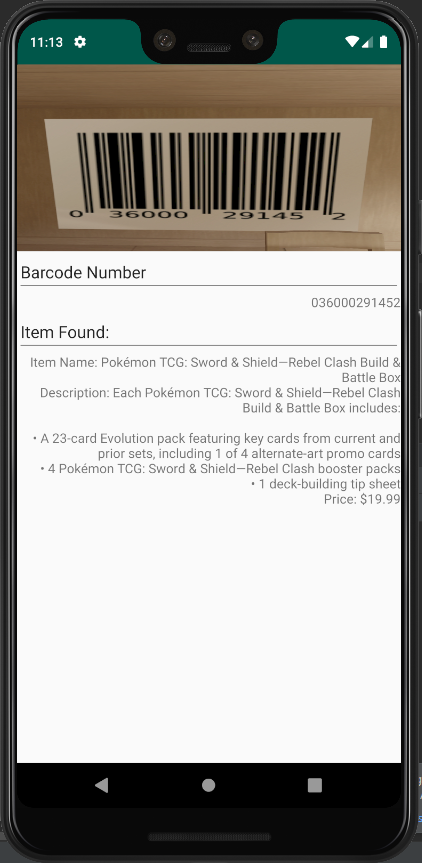 11:13
0 36000 29145 2
Barcode Number
036000291452
Item Found:
Item Name: Pokémon TCG: Sword & Shield—Rebel Clash Build &
Battle Box
Description: Each Pokémon TCG: Sword & Shield—Rebel Clash
Build & Battle Box includes:
• A 23-card Evolution pack featuring key cards from current and
prior sets, including 1 of 4 alternate-art promo cards
• 4 Pokémon TCG: Sword & Shield—Rebel Clash booster packs
• 1 deck-building tip sheet
Price: $19.99